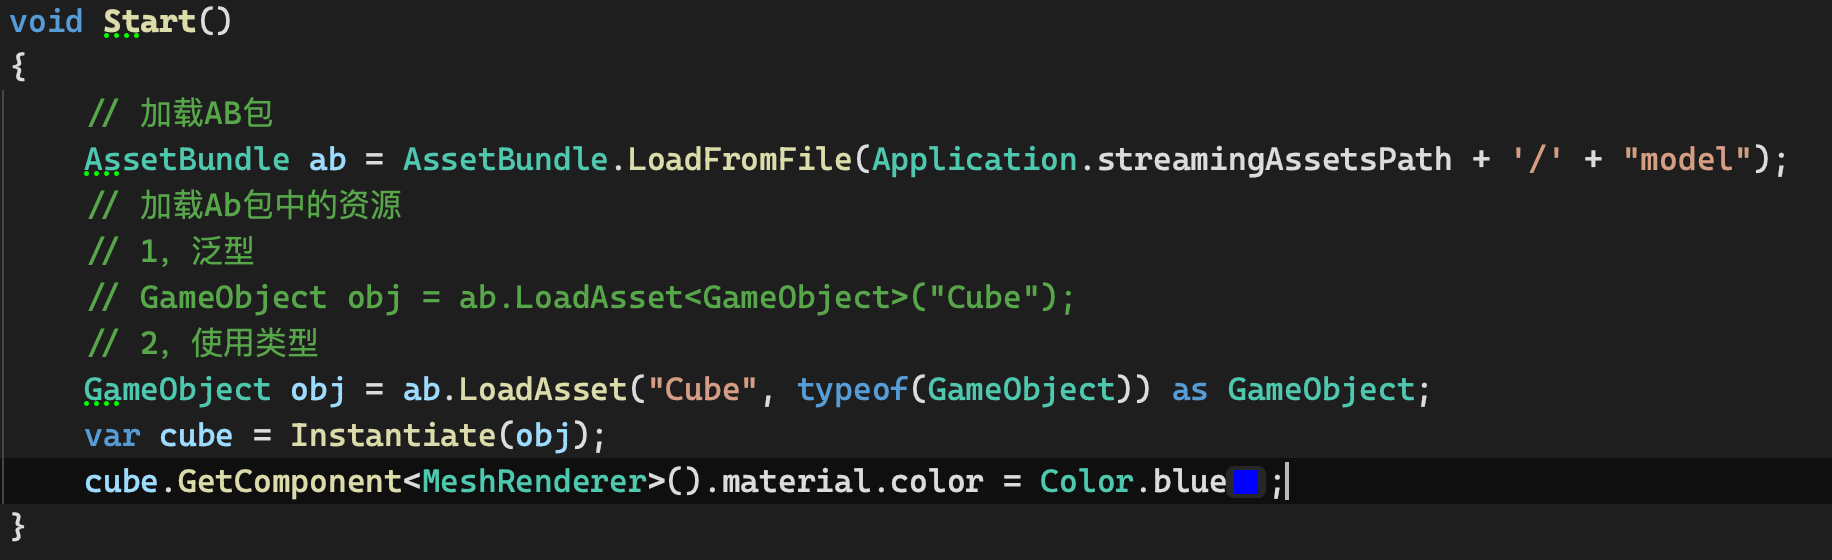 void Start()
{
// 加载AB包
AssetBundle ab = AssetBundle.LoadFromFile(Application.streamingAssetsPath + '/' + "model");
// 加载Ab包中的资源
// 1，泛型
// GameObject obj = ab.LoadAsset<GameObject>("Cube");
// 2，使用类型
GameObject obj = ab.LoadAsset("Cube", typeof(GameObject)) as GameObject;
var cube = Instantiate(obj);
cube.GetComponent<MeshRenderer>().material.color = Color.blue;
}